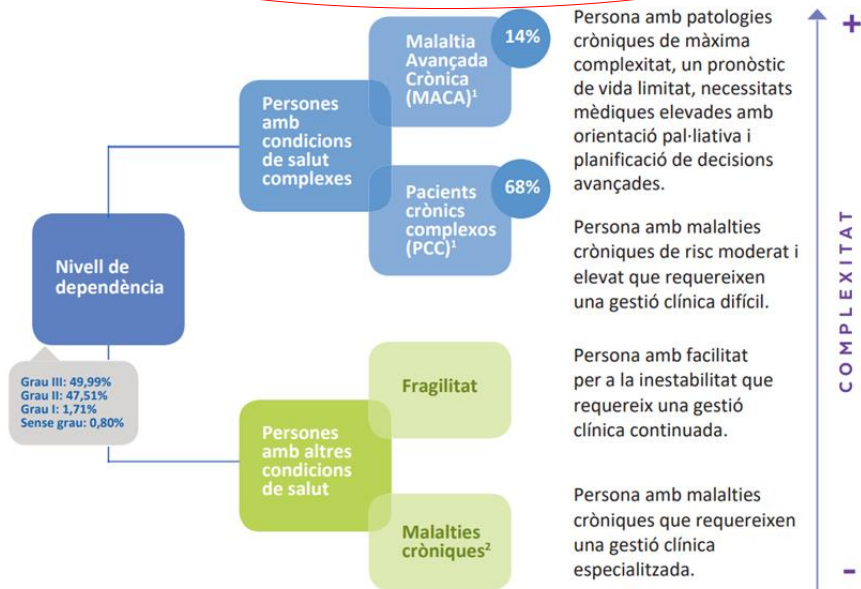 Nivell de
dependència
Grau III: 49,99%
Grau II: 47,51%
Grau I: 1,71%
Sense grau: 0,80%
Persones
amb
condicions
de salut
complexes
Malaltia
Avançada
Crònica
(MACA)¹
14%
Persona amb patologies
cròniques de màxima
complexitat, un pronòstic
de vida limitat, necessitats
mèdiques elevades amb
orientació pal·liativa i
planificació de decisions
avançades.
Pacients
crònics
complexos
(PCC)¹
68%
Persona amb malalties
cròniques de risc moderat i
elevat que requereixen
una gestió clínica difícil.
Persones
amb altres
condicions
de salut
Fragilitat
Persona amb facilitat
per a la inestabilitat que
requereix una gestió
clínica continuada.
Malalties
cròniques²
Persona amb malalties
cròniques que requereixen
una gestió clínica
especialitzada.
+
COMPLEXITAT
-